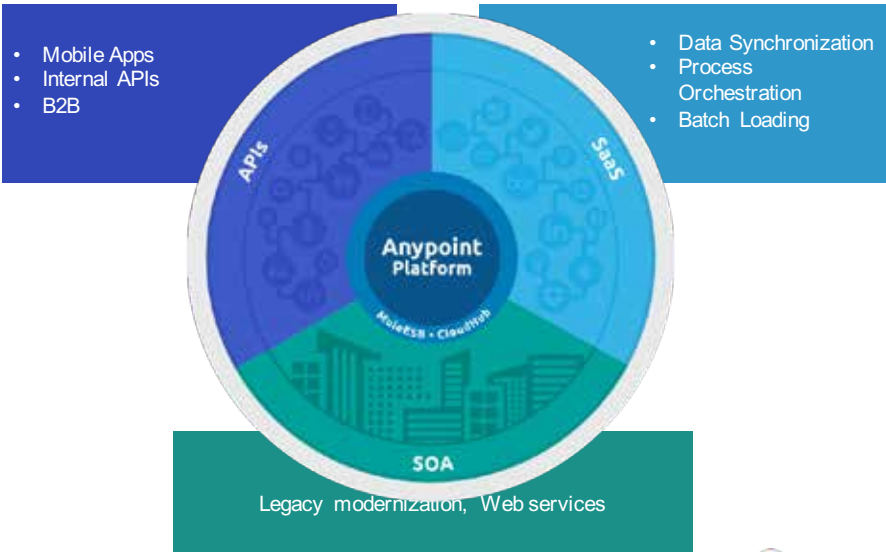 • Mobile Apps
• Internal APIs
• B2B
• Data Synchronization
• Process
Orchestration
• Batch Loading
APIs
SaaS
Anypoint
Platform
MuleESB • CloudHub
SOA
Legacy modernization, Web services